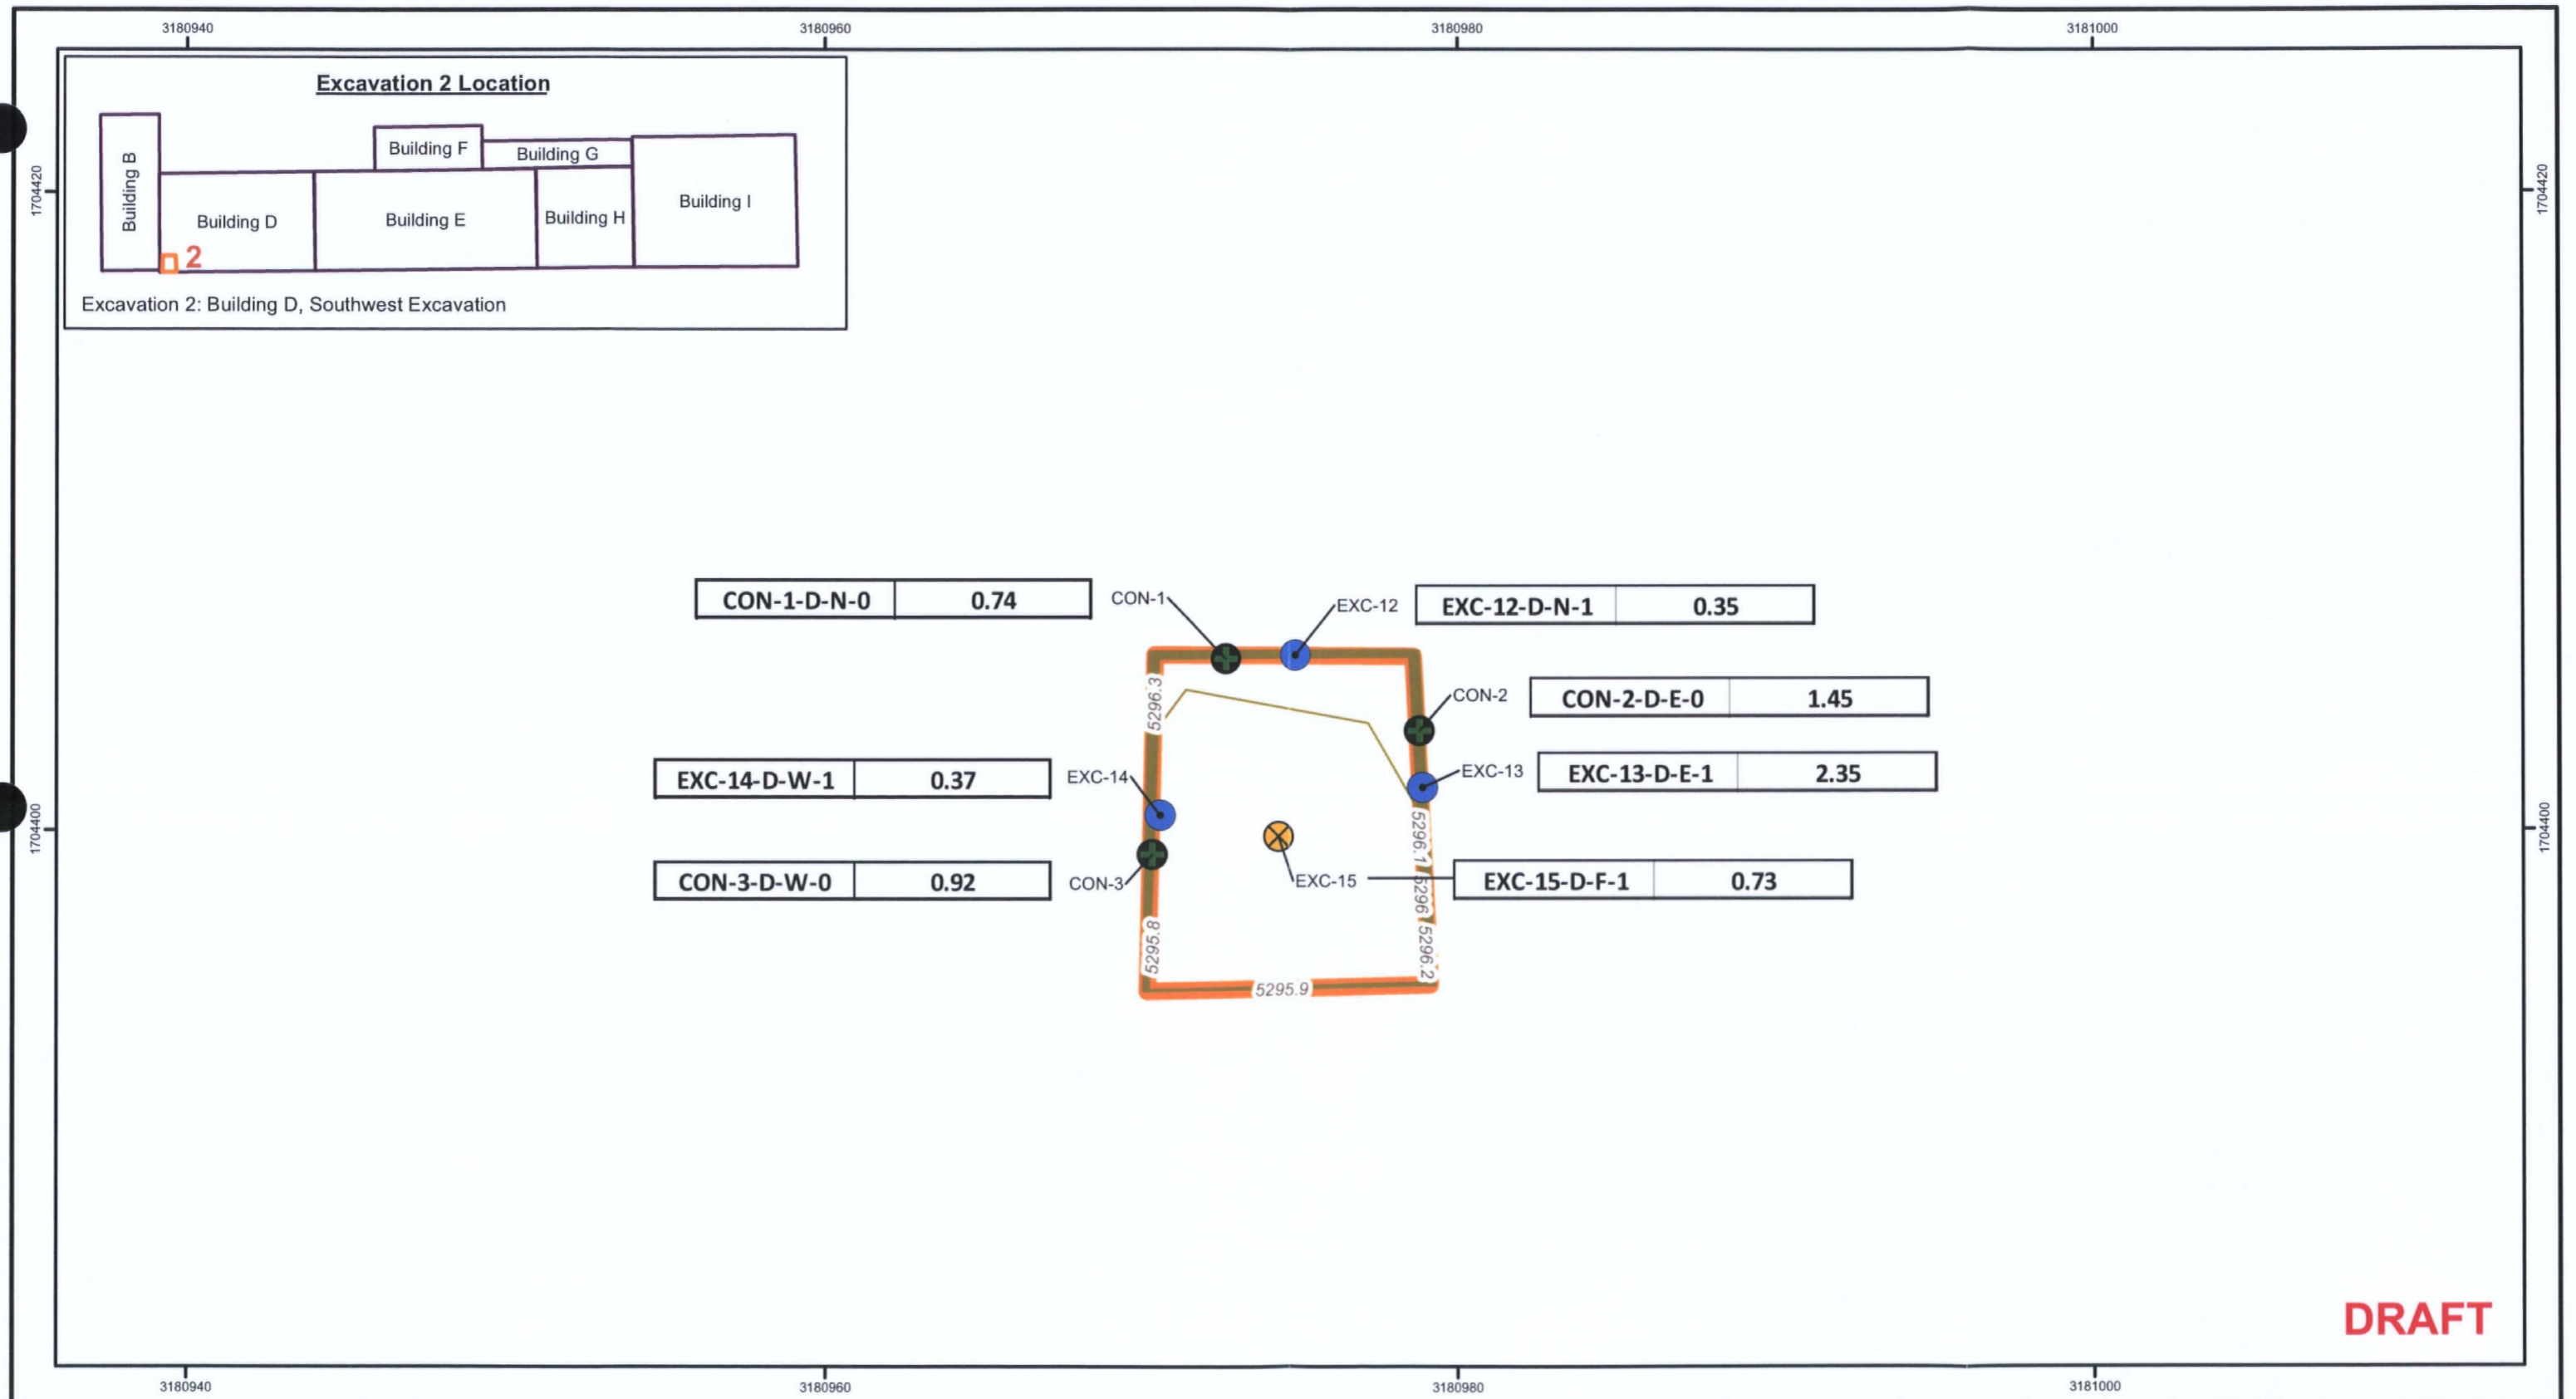 3180940 3180960 3180980 3181000
Excavation 2 Location
Building B
Building D
Building E
Building F
Building G
Building H
Building I
2
Excavation 2: Building D, Southwest Excavation
1704420
1704420
CON-1-D-N-0 0.74
CON-1
EXC-12
EXC-12-D-N-1 0.35
CON-2
CON-2-D-E-0 1.45
5296.3
EXC-14-D-W-1 0.37
EXC-14
EXC-13
EXC-13-D-E-1 2.35
1704400
1704400
5296.1
CON-3-D-W-0 0.92
CON-3
EXC-15
5296
EXC-15-D-F-1 0.73
5295.8
5296.2
5295.9
DRAFT
3180940 3180960 3180980 3181000